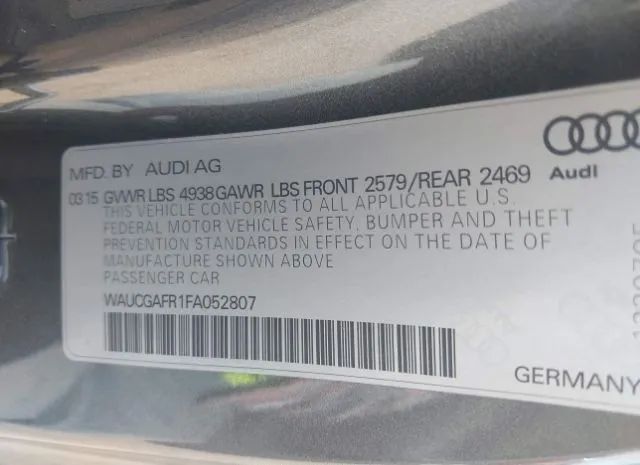 MFD. BY AUDI AG
03.15 GVWR LBS 4938 GAWR LBS FRONT 2579/REAR 2469
Audi
THIS VEHICLE CONFORMS TO ALL APPLICABLE U.S.
FEDERAL MOTOR VEHICLE SAFETY, BUMPER AND THEFT
PREVENTION STANDARDS IN EFFECT ON THE DATE OF
MANUFACTURE SHOWN ABOVE.
PASSENGER CAR
WAUCGAFR1FA052807
GERMANY